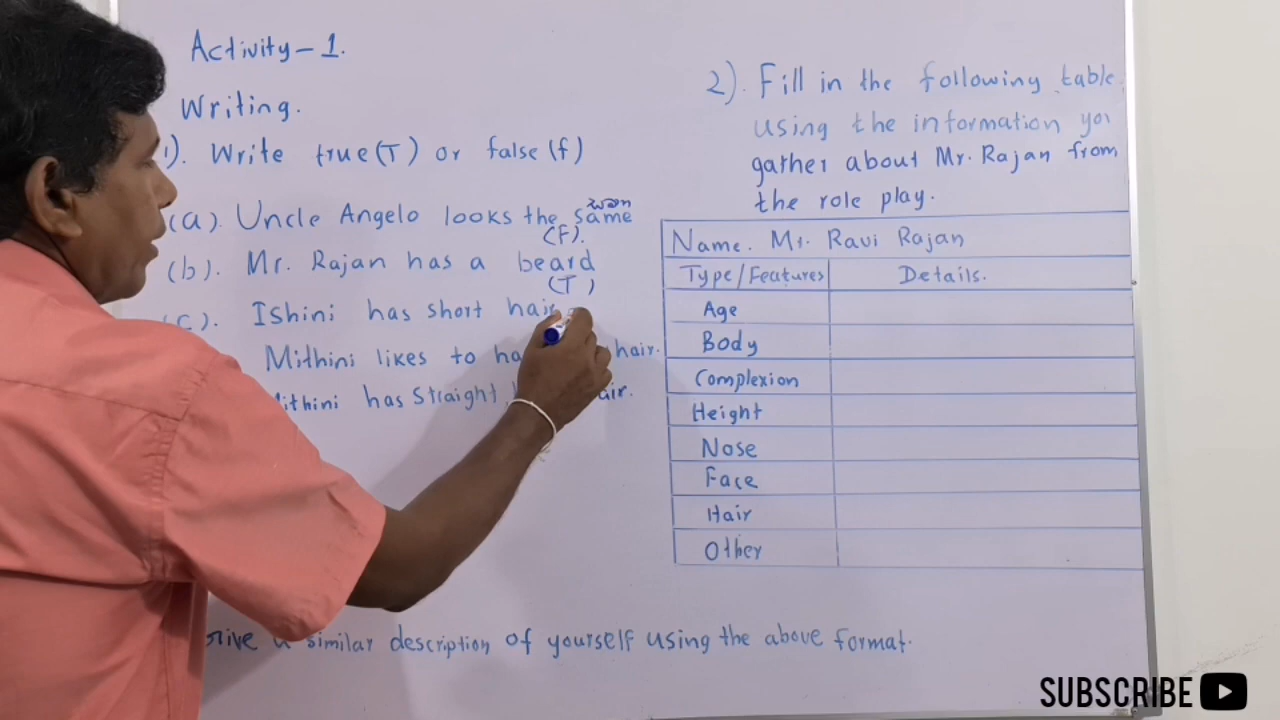 Activity - 1.
Writing.
1). Write true(T) or false (f)
(a). Uncle Angelo looks the same
(F).
(b). Mr. Rajan has a beard
(T)
(c). Ishini has short hair
Mithini likes to hair.
Mithini has straight
2). Fill in the following table
using the information you
gather about Mr. Rajan from
the role play.
Name. Mr. Ravi Rajan
Type/Features Details.
Age
Body
Complexion
Height
Nose
Face
Hair
Other
a similar description of yourself using the above format.
SUBSCRIBE